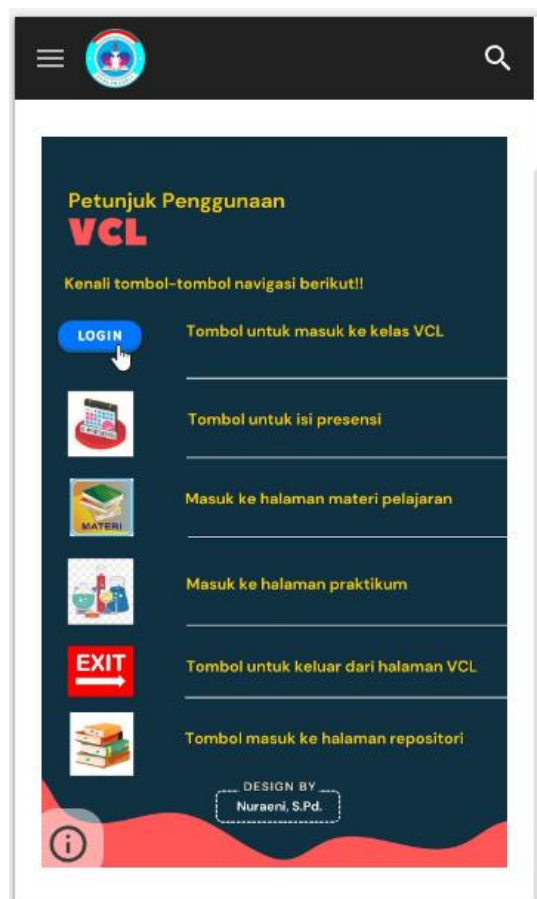 Petunjuk Penggunaan
VCL
Kenali tombol-tombol navigasi berikut!!
LOGIN
Tombol untuk masuk ke kelas VCL
Tombol untuk isi presensi
MATERI
Masuk ke halaman materi pelajaran
Masuk ke halaman praktikum
EXIT
Tombol untuk keluar dari halaman VCL
Tombol masuk ke halaman repositori
DESIGN BY
Nuraeni, S.Pd.